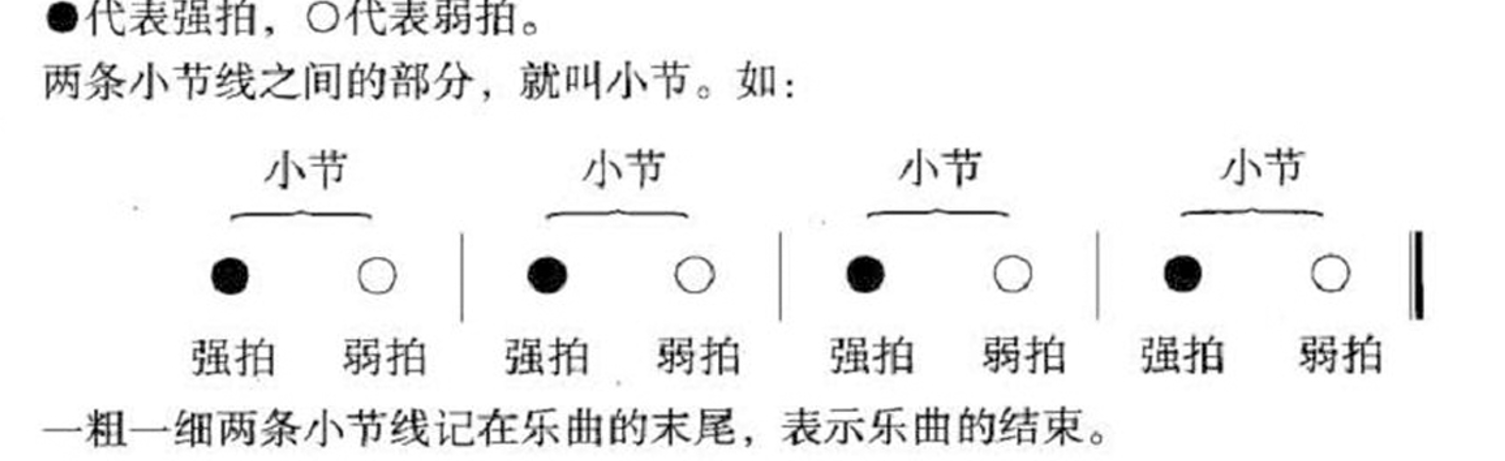 ●代表强拍，○代表弱拍。
两条小节线之间的部分，就叫小节。如：
小节 小节 小节 小节
强拍 弱拍 强拍 弱拍 强拍 弱拍 强拍 弱拍
一粗一细两条小节线记在乐曲的末尾，表示乐曲的结束。